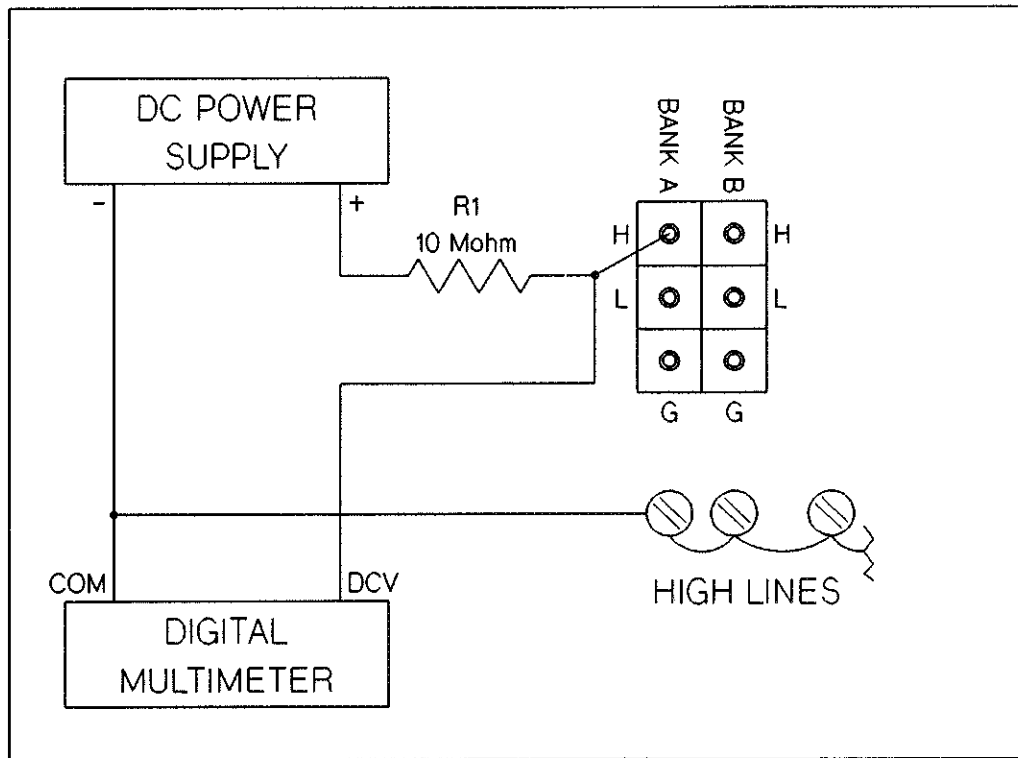 DC POWER
SUPPLY
-
+
R1
10 Mohm
BANK A
BANK B
H
H
L
L
G
G
COM
DCV
DIGITAL
MULTIMETER
HIGH LINES